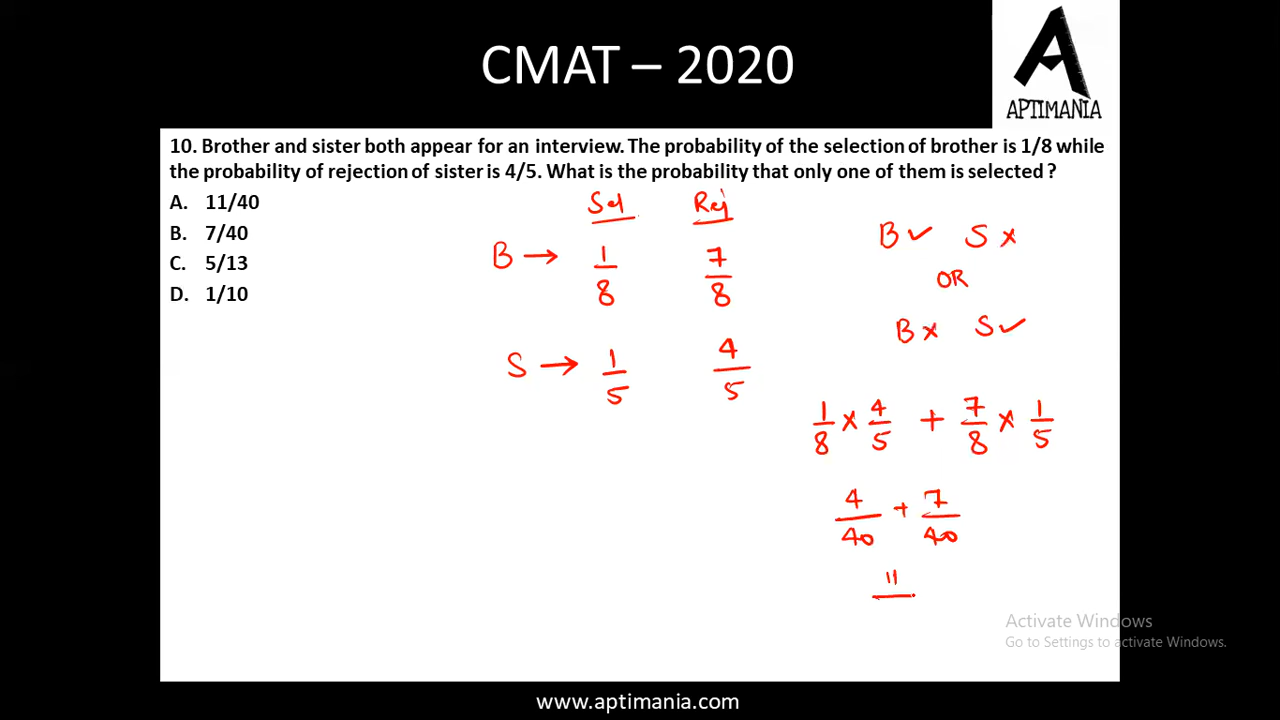 CMAT – 2020
A
APTIMANIA
10. Brother and sister both appear for an interview. The probability of the selection of brother is 1/8 while
the probability of rejection of sister is 4/5. What is the probability that only one of them is selected ?
A. 11/40
B. 7/40
C. 5/13
D. 1/10
Sel Rej
B → 1/8 7/8
S → 1/5 4/5
B ✓ S ×
OR
B × S ✓
1/8 × 4/5 + 7/8 × 1/5
4/40 + 7/40
11
Activate Windows
Go to Settings to activate Windows.
www.aptimania.com